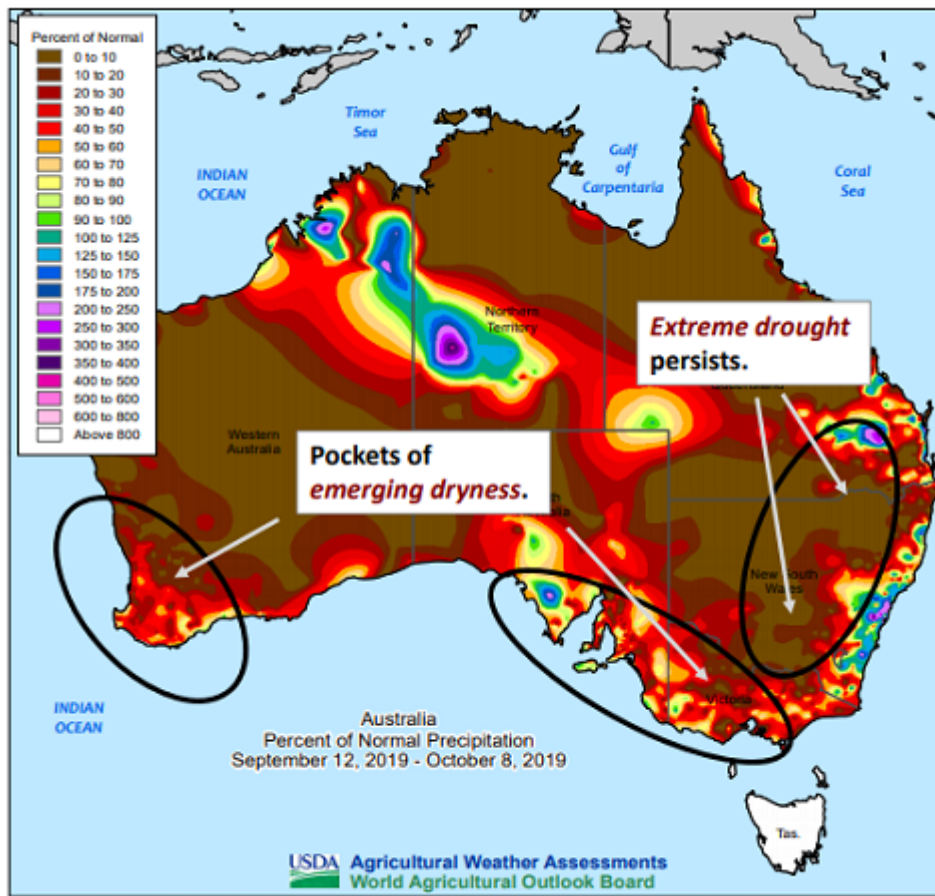 Percent of Normal
0 to 10
10 to 20
20 to 30
30 to 40
40 to 50
50 to 60
60 to 70
70 to 80
80 to 90
90 to 100
100 to 125
125 to 150
150 to 175
175 to 200
200 to 250
250 to 300
300 to 350
350 to 400
400 to 500
500 to 600
600 to 800
Above 800
Timor
Sea
INDIAN
OCEAN
Gulf
of
Carpentaria
Coral
Sea
Northern
Territory
Extreme drought
persists.
Western
Australia
Pockets of
emerging dryness.
New South
Wales
Victoria
INDIAN
OCEAN
Australia
Percent of Normal Precipitation
September 12, 2019 - October 8, 2019
Tas.
USDA Agricultural Weather Assessments
World Agricultural Outlook Board